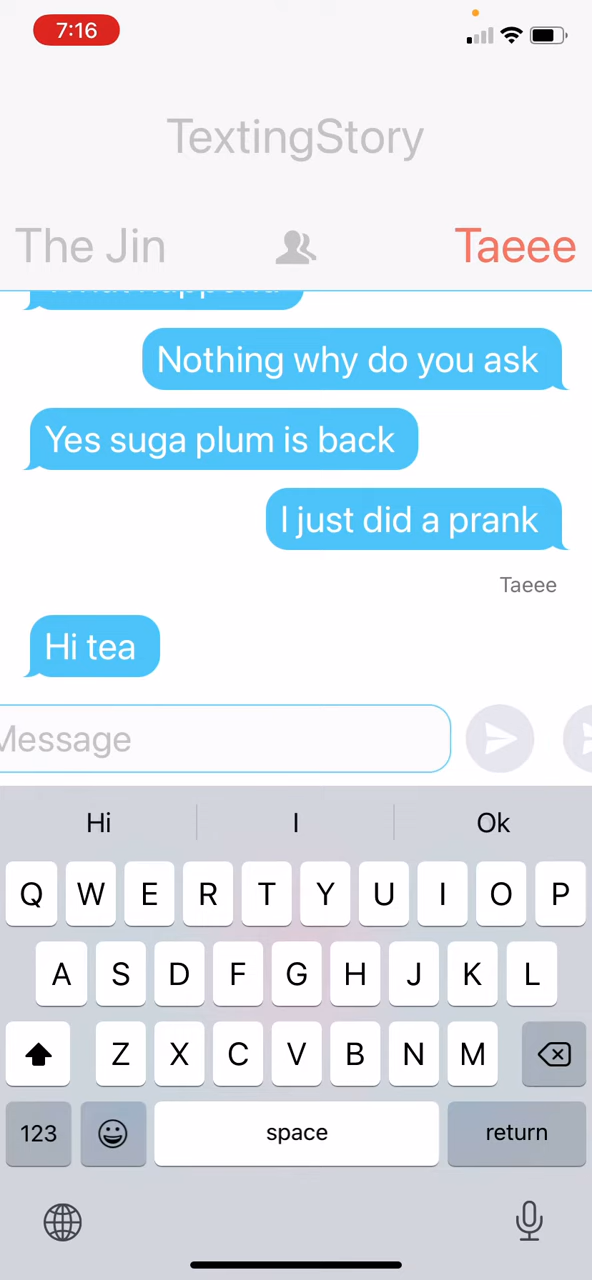 7:16
TextingStory
The Jin
Taeee
Nothing why do you ask
Yes suga plum is back
I just did a prank
Taeee
Hi tea
Message
Hi I Ok
Q W E R T Y U I O P
A S D F G H J K L
Z X C V B N M
123 space return